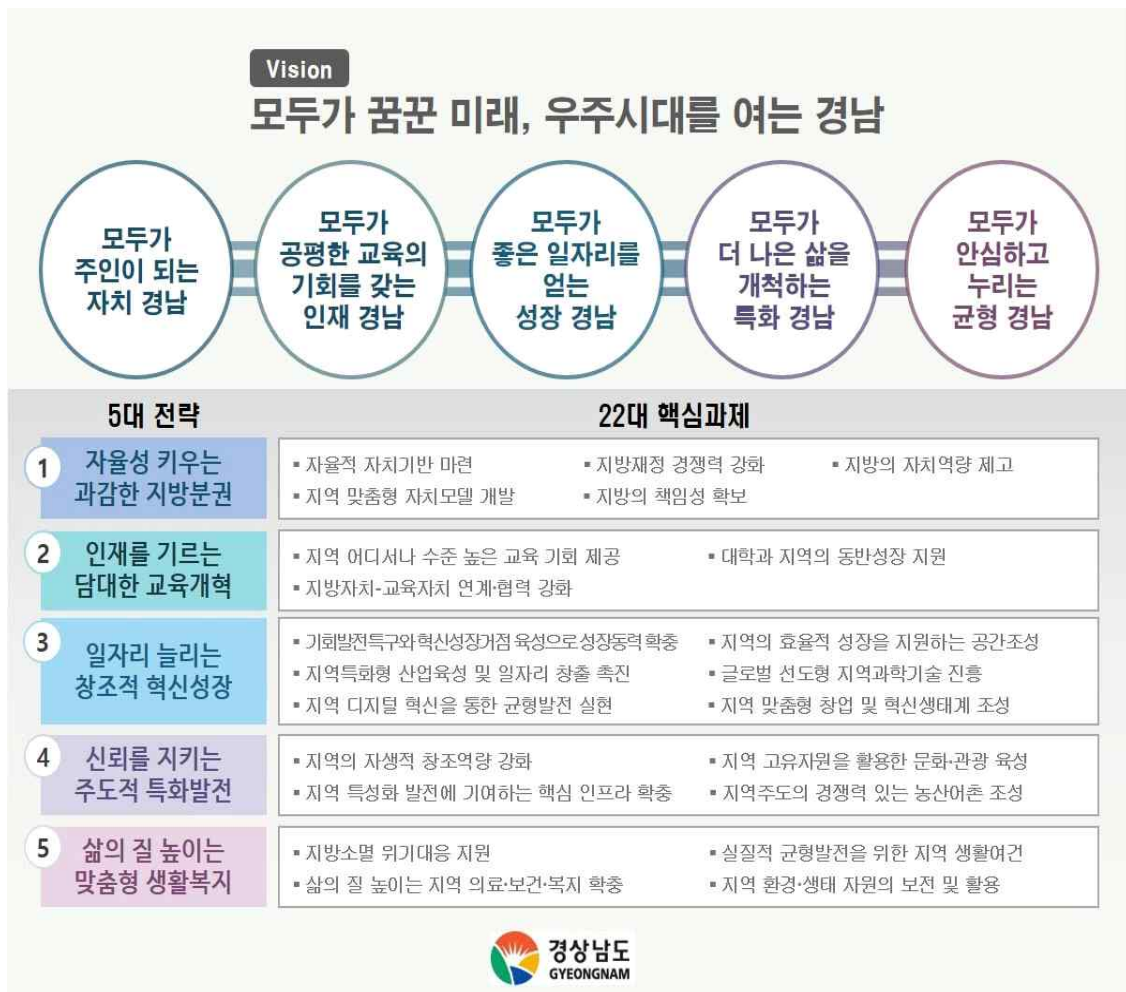 Vision
모두가 꿈꾼 미래, 우주시대를 여는 경남
모두가
주인이 되는
자치 경남
모두가
공평한 교육의
기회를 갖는
인재 경남
모두가
좋은 일자리를
얻는
성장 경남
모두가
더 나은 삶을
개척하는
특화 경남
모두가
안심하고
누리는
균형 경남
5대 전략
22대 핵심과제
1
자율성 키우는
과감한 지방분권
▪ 자율적 자치기반 마련 ▪ 지방재정 경쟁력 강화 ▪ 지방의 자치역량 제고
▪ 지역 맞춤형 자치모델 개발 ▪ 지방의 책임성 확보
2
인재를 기르는
담대한 교육개혁
▪ 지역 어디서나 수준 높은 교육 기회 제공 ▪ 대학과 지역의 동반성장 지원
▪ 지방자치-교육자치 연계·협력 강화
3
일자리 늘리는
창조적 혁신성장
▪ 기회발전특구와 혁신성장거점 육성으로 성장동력 확충 ▪ 지역의 효율적 성장을 지원하는 공간조성
▪ 지역특화형 산업육성 및 일자리 창출 촉진 ▪ 글로벌 선도형 지역과학기술 진흥
▪ 지역 디지털 혁신을 통한 균형발전 실현 ▪ 지역 맞춤형 창업 및 혁신생태계 조성
4
신뢰를 지키는
주도적 특화발전
▪ 지역의 자생적 창조역량 강화 ▪ 지역 고유자원을 활용한 문화·관광 육성
▪ 지역 특성화 발전에 기여하는 핵심 인프라 확충 ▪ 지역주도의 경쟁력 있는 농산어촌 조성
5
삶의 질 높이는
맞춤형 생활복지
▪ 지방소멸 위기대응 지원 ▪ 실질적 균형발전을 위한 지역 생활여건
▪ 삶의 질 높이는 지역 의료·보건·복지 확충 ▪ 지역 환경·생태 자원의 보전 및 활용
경상남도
GYEONGNAM